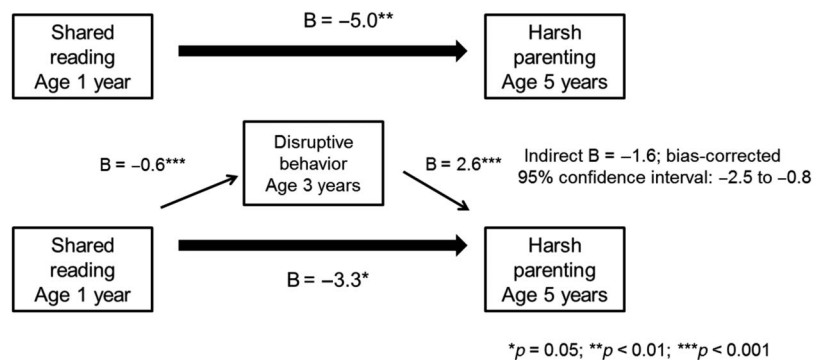 B = −5.0**
Shared
reading
Age 1 year
Harsh
parenting
Age 5 years
B = −0.6***
Disruptive
behavior
Age 3 years
B = 2.6***
Indirect B = −1.6; bias-corrected
95% confidence interval: −2.5 to −0.8
Shared
reading
Age 1 year
B = −3.3*
Harsh
parenting
Age 5 years
*p = 0.05; **p < 0.01; ***p < 0.001